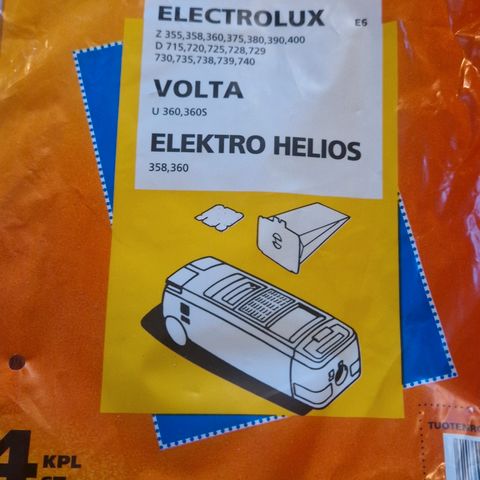 ELECTROLUX E6
Z 355,358,360,375,380,390,400
D 715,720,725,728,729
730,735,738,739,740
VOLTA
U 360,360S
ELEKTRO HELIOS
358,360
4 KPL
ST